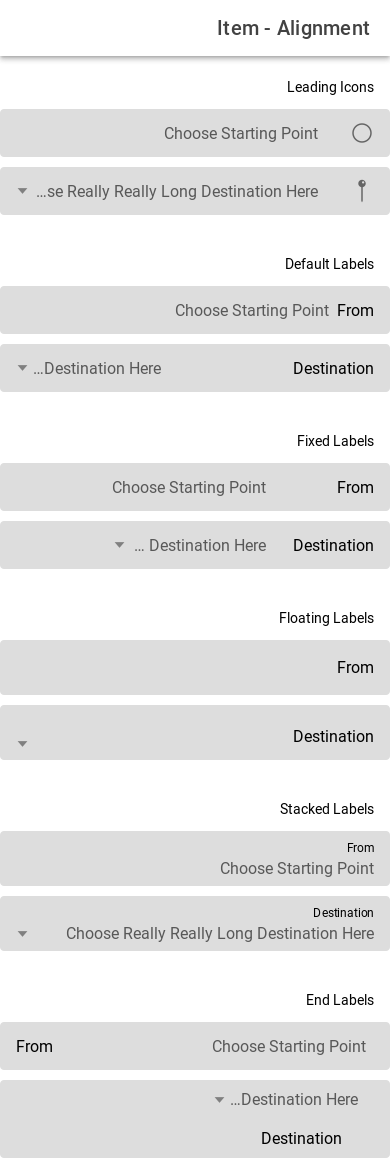 Item - Alignment
Leading Icons
Choose Starting Point
...se Really Really Long Destination Here
Default Labels
From Choose Starting Point
Destination ...Destination Here
Fixed Labels
From Choose Starting Point
Destination ... Destination Here
Floating Labels
From
Destination
Stacked Labels
From
Choose Starting Point
Destination
Choose Really Really Long Destination Here
End Labels
Choose Starting Point From
...Destination Here
Destination